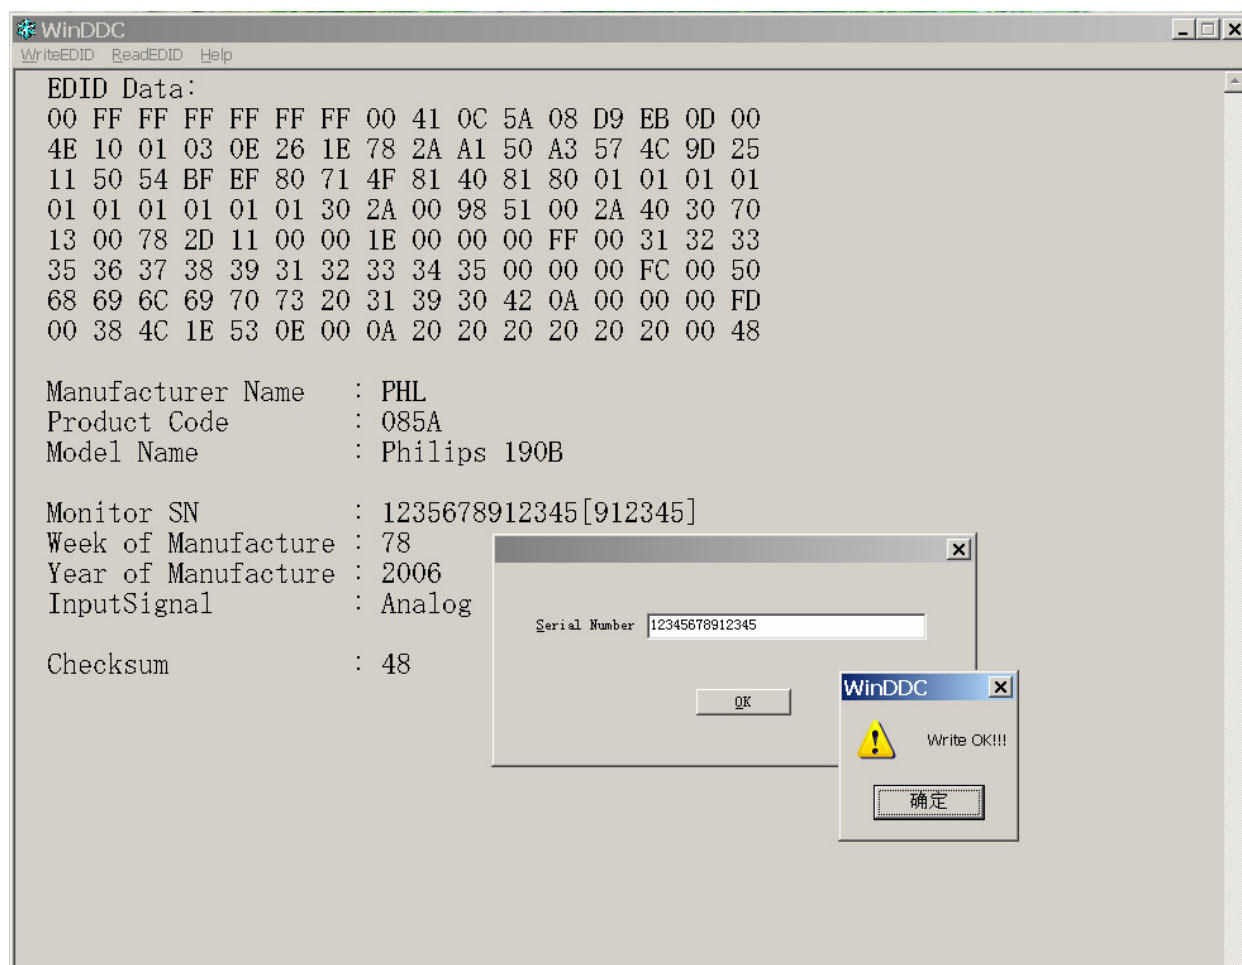 WinDDC
WriteEDID ReadEDID Help
EDID Data:
00 FF FF FF FF FF FF 00 41 0C 5A 08 D9 EB 0D 00
4E 10 01 03 0E 26 1E 78 2A A1 50 A3 57 4C 9D 25
11 50 54 BF EF 80 71 4F 81 40 81 80 01 01 01 01
01 01 01 01 01 01 30 2A 00 98 51 00 2A 40 30 70
13 00 78 2D 11 00 00 1E 00 00 00 FF 00 31 32 33
35 36 37 38 39 31 32 33 34 35 00 00 00 FC 00 50
68 69 6C 69 70 73 20 31 39 30 42 0A 00 00 00 FD
00 38 4C 1E 53 0E 00 0A 20 20 20 20 20 20 00 48
Manufacturer Name : PHL
Product Code : 085A
Model Name : Philips 190B
Monitor SN : 1235678912345[912345]
Week of Manufacture : 78
Year of Manufacture : 2006
InputSignal : Analog
Checksum : 48
Serial Number 12345678912345
OK
WinDDC
Write OK!!!
确定